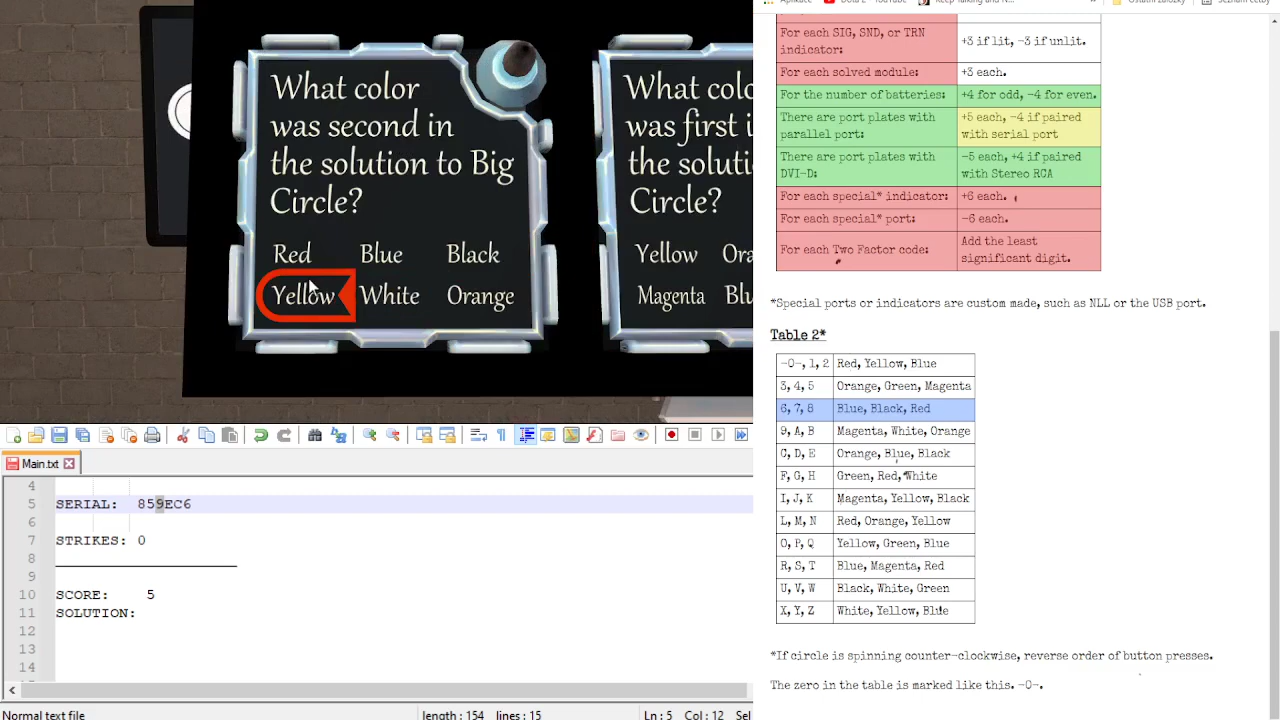 What color
was second in
the solution to Big
Circle?
Red Blue Black
Yellow White Orange
What colo
was first i
the solution
Circle?
Yellow Ora
Magenta Blu
For each SIG, SND, or TRN
indicator:
+3 if lit, -3 if unlit.
For each solved module:
+3 each.
For the number of batteries:
+4 for odd, -4 for even.
There are port plates with
parallel port:
+5 each, -4 if paired
with serial port
There are port plates with
DVI-D:
-5 each, +4 if paired
with Stereo RCA
For each special* indicator:
+6 each.
For each special* port:
-6 each.
For each Two Factor code:
Add the least
significant digit.
*Special ports or indicators are custom made, such as NLL or the USB port.
Table 2*
-0-, 1, 2 Red, Yellow, Blue
3, 4, 5 Orange, Green, Magenta
6, 7, 8 Blue, Black, Red
9, A, B Magenta, White, Orange
C, D, E Orange, Blue, Black
F, G, H Green, Red, White
I, J, K Magenta, Yellow, Black
L, M, N Red, Orange, Yellow
O, P, Q Yellow, Green, Blue
R, S, T Blue, Magenta, Red
U, V, W Black, White, Green
X, Y, Z White, Yellow, Blue
*If circle is spinning counter-clockwise, reverse order of button presses.
The zero in the table is marked like this. -0-.
Main.txt
4
5 SERIAL: 859EC6
6
7 STRIKES: 0
8
9
10 SCORE: 5
11 SOLUTION:
12
13
14
Normal text file length : 154 lines : 15 Ln : 5 Col : 12 Sel